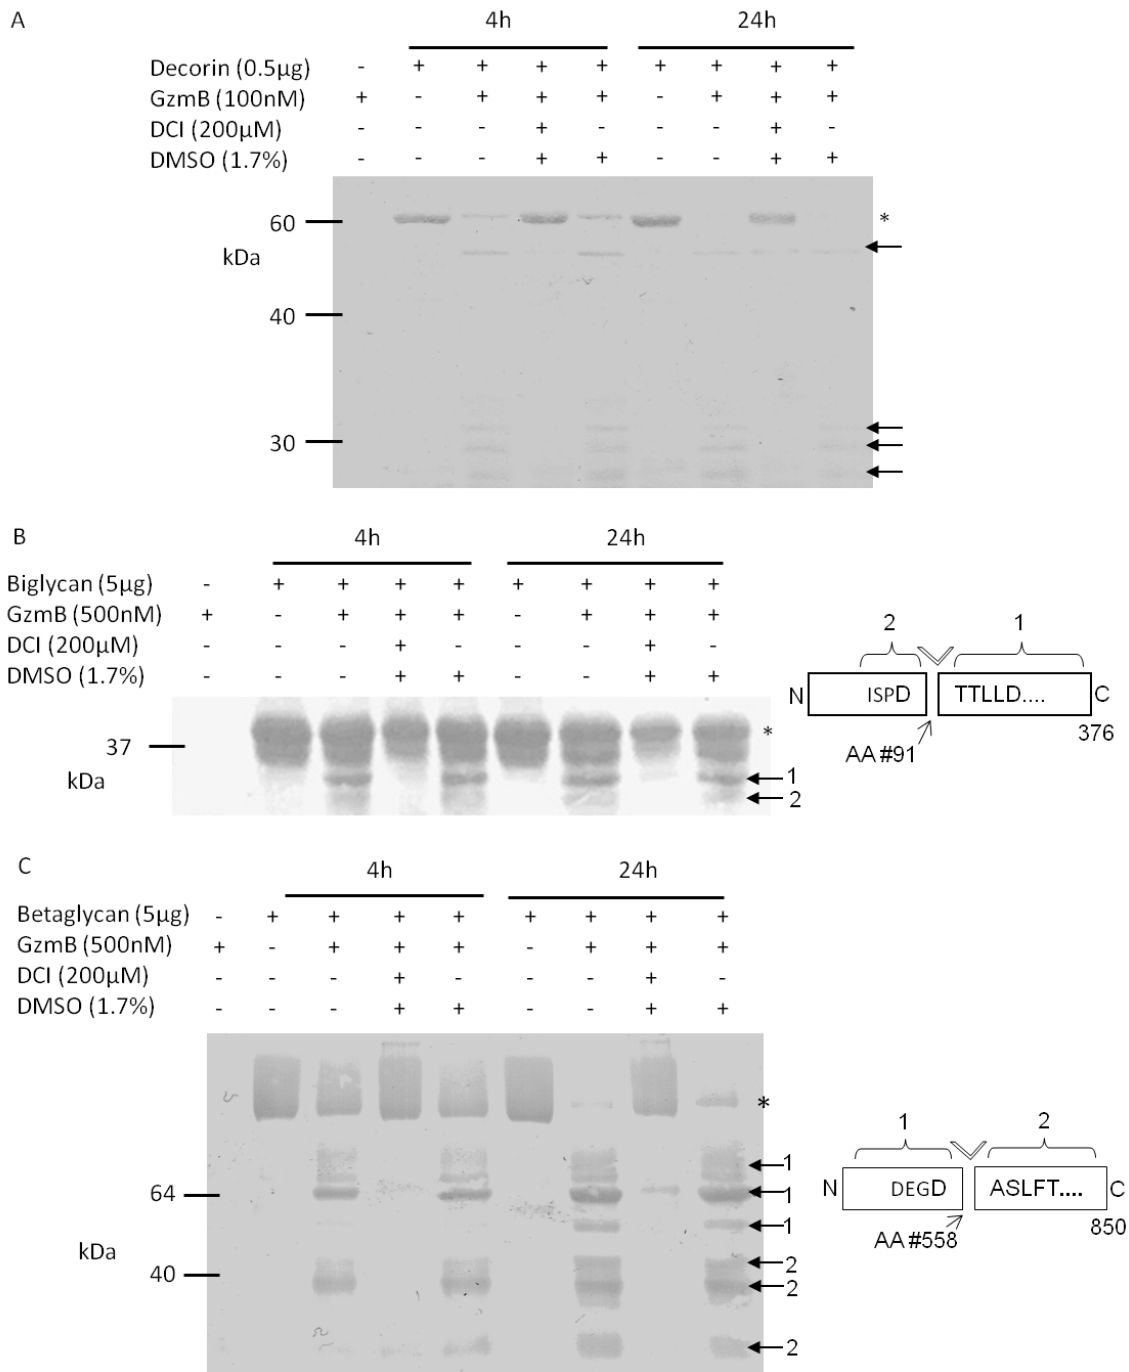 A
4h 24h
Decorin (0.5µg) - + + + + + + + +
GzmB (100nM) + - + + + - + + +
DCI (200µM) - - - + - - - + -
DMSO (1.7%) - - - + + - - + +
60
*
kDa
40
30
B
4h 24h
Biglycan (5µg) - + + + + + + + +
GzmB (500nM) + - + + + - + + +
DCI (200µM) - - - + - - - + -
DMSO (1.7%) - - - + + - - + +
37
*
kDa
1
2
2 1
N ISPD TTLLD.... C
376
AA #91
C
4h 24h
Betaglycan (5µg) - + + + + + + + +
GzmB (500nM) + - + + + - + + +
DCI (200µM) - - - + - - - + -
DMSO (1.7%) - - - + + - - + +
*
1
64
1
1
kDa
2
40
2
2
1 2
N DEGD ASLFT.... C
850
AA #558